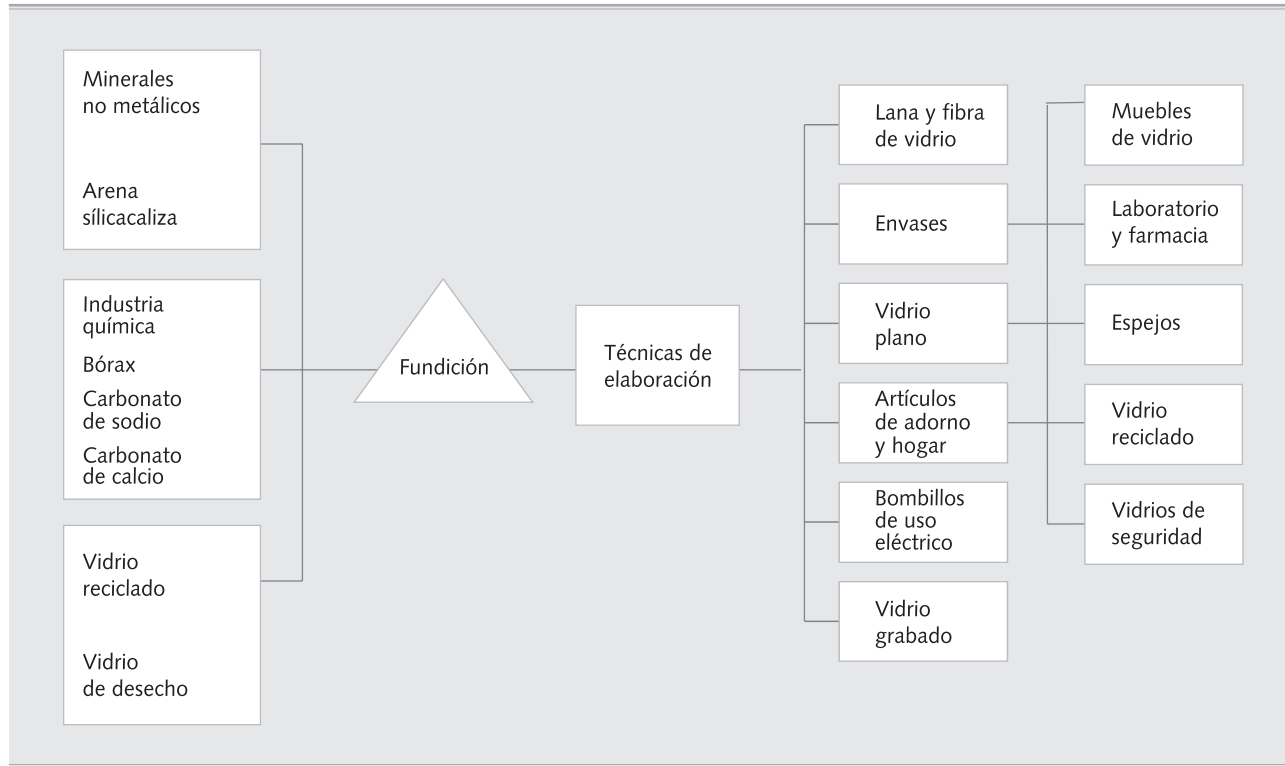 Minerales
no metálicos
Arena
sílicacaliza
Industria
química
Bórax
Carbonato
de sodio
Carbonato
de calcio
Vidrio
reciclado
Vidrio
de desecho
Fundición
Técnicas de
elaboración
Lana y fibra
de vidrio
Envases
Vidrio
plano
Artículos
de adorno
y hogar
Bombillos
de uso
eléctrico
Vidrio
grabado
Muebles
de vidrio
Laboratorio
y farmacia
Espejos
Vidrio
reciclado
Vidrios de
seguridad